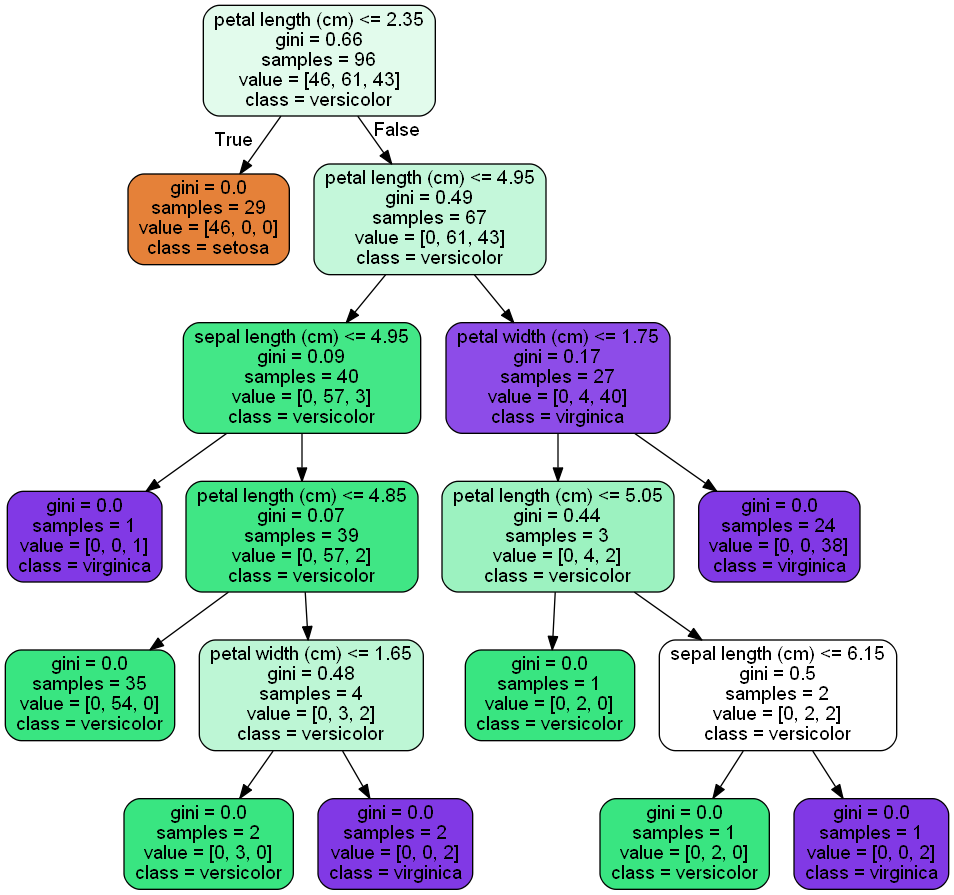 petal length (cm) <= 2.35
gini = 0.66
samples = 96
value = [46, 61, 43]
class = versicolor
True
False
gini = 0.0
samples = 29
value = [46, 0, 0]
class = setosa
petal length (cm) <= 4.95
gini = 0.49
samples = 67
value = [0, 61, 43]
class = versicolor
sepal length (cm) <= 4.95
gini = 0.09
samples = 40
value = [0, 57, 3]
class = versicolor
petal width (cm) <= 1.75
gini = 0.17
samples = 27
value = [0, 4, 40]
class = virginica
gini = 0.0
samples = 1
value = [0, 0, 1]
class = virginica
petal length (cm) <= 4.85
gini = 0.07
samples = 39
value = [0, 57, 2]
class = versicolor
petal length (cm) <= 5.05
gini = 0.44
samples = 3
value = [0, 4, 2]
class = versicolor
gini = 0.0
samples = 24
value = [0, 0, 38]
class = virginica
gini = 0.0
samples = 35
value = [0, 54, 0]
class = versicolor
petal width (cm) <= 1.65
gini = 0.48
samples = 4
value = [0, 3, 2]
class = versicolor
gini = 0.0
samples = 1
value = [0, 2, 0]
class = versicolor
sepal length (cm) <= 6.15
gini = 0.5
samples = 2
value = [0, 2, 2]
class = versicolor
gini = 0.0
samples = 2
value = [0, 3, 0]
class = versicolor
gini = 0.0
samples = 2
value = [0, 0, 2]
class = virginica
gini = 0.0
samples = 1
value = [0, 2, 0]
class = versicolor
gini = 0.0
samples = 1
value = [0, 0, 2]
class = virginica